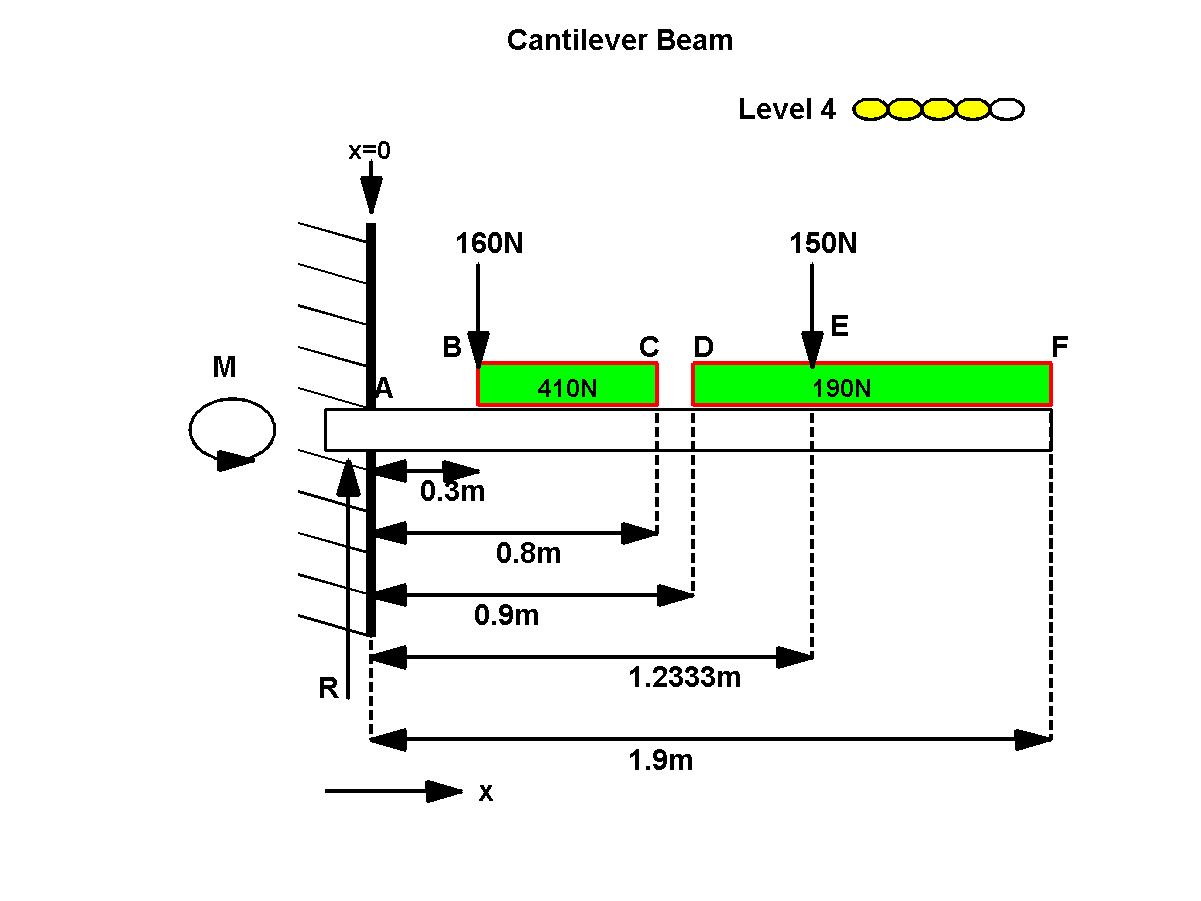 Cantilever Beam
Level 4
x=0
160N
150N
E
B
C
D
F
M
A
410N
190N
0.3m
0.8m
0.9m
1.2333m
R
1.9m
x